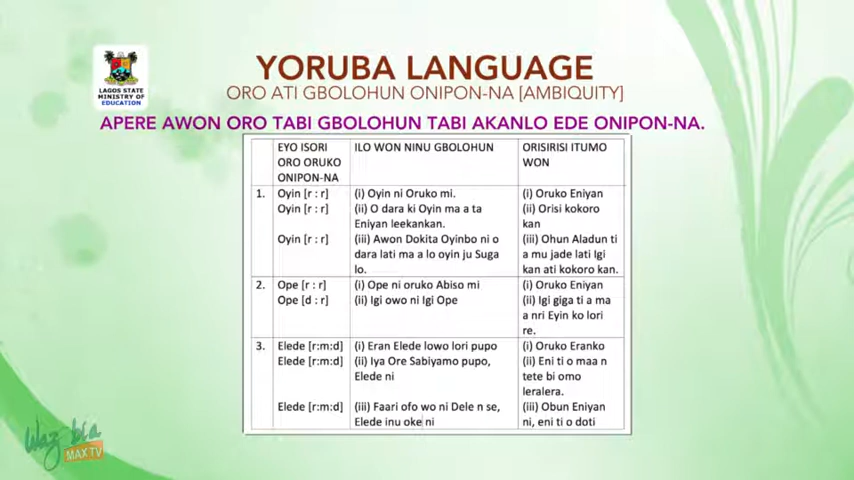 LAGOS STATE
MINISTRY OF
EDUCATION
YORUBA LANGUAGE
ORO ATI GBOLOHUN ONIPON-NA [AMBIQUITY]
APERE AWON ORO TABI GBOLOHUN TABI AKANLO EDE ONIPON-NA.
EYO ISORI ILO WON NINU GBOLOHUN ORISIRISI ITUMO
ORO ORUKO WON
ONIPON-NA
1. Oyin [r : r] (i) Oyin ni Oruko mi. (i) Oruko Eniyan
Oyin [r : r] (ii) O dara ki Oyin ma a ta (ii) Orisi kokoro
Eniyan leekankan. kan
Oyin [r : r] (iii) Awon Dokita Oyinbo ni o (iii) Ohun Aladun ti
dara lati ma a lo oyin ju Suga a mu jade lati Igi
lo. kan ati kokoro kan.
2. Ope [r : r] (i) Ope ni oruko Abiso mi (i) Oruko Eniyan
Ope [d : r] (ii) Igi owo ni Igi Ope (ii) Igi giga ti a ma
a nri Eyin ko lori
re.
3. Elede [r:m:d] (i) Eran Elede lowo lori pupo (i) Oruko Eranko
Elede [r:m:d] (ii) Iya Ore Sabiyamo pupo, (ii) Eni ti o maa n
Elede ni tete bi omo
leralera.
Elede [r:m:d] (iii) Faari ofo wo ni Dele n se, (iii) Obun Eniyan
Elede inu oke ni ni, eni ti o doti
Waz bia
MAX TV